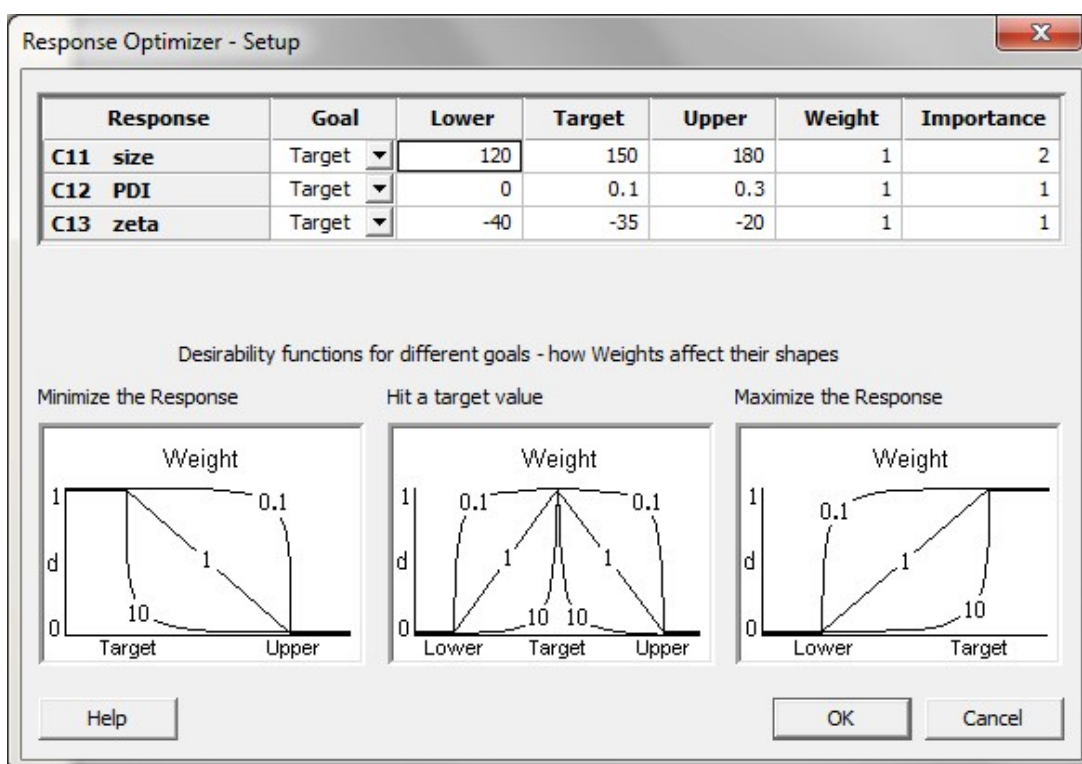 Response Optimizer - Setup
x
Response Goal Lower Target Upper Weight Importance
C11 size Target 120 150 180 1 2
C12 PDI Target 0 0.1 0.3 1 1
C13 zeta Target -40 -35 -20 1 1
Desirability functions for different goals - how Weights affect their shapes
Minimize the Response Hit a target value Maximize the Response
Weight Weight Weight
1 0.1 1 0.1 0.1 1 0.1
d 1 d 1 1 d 1
0 10 0 10 10 0 10
Target Upper Lower Target Upper Lower Target
Help OK Cancel